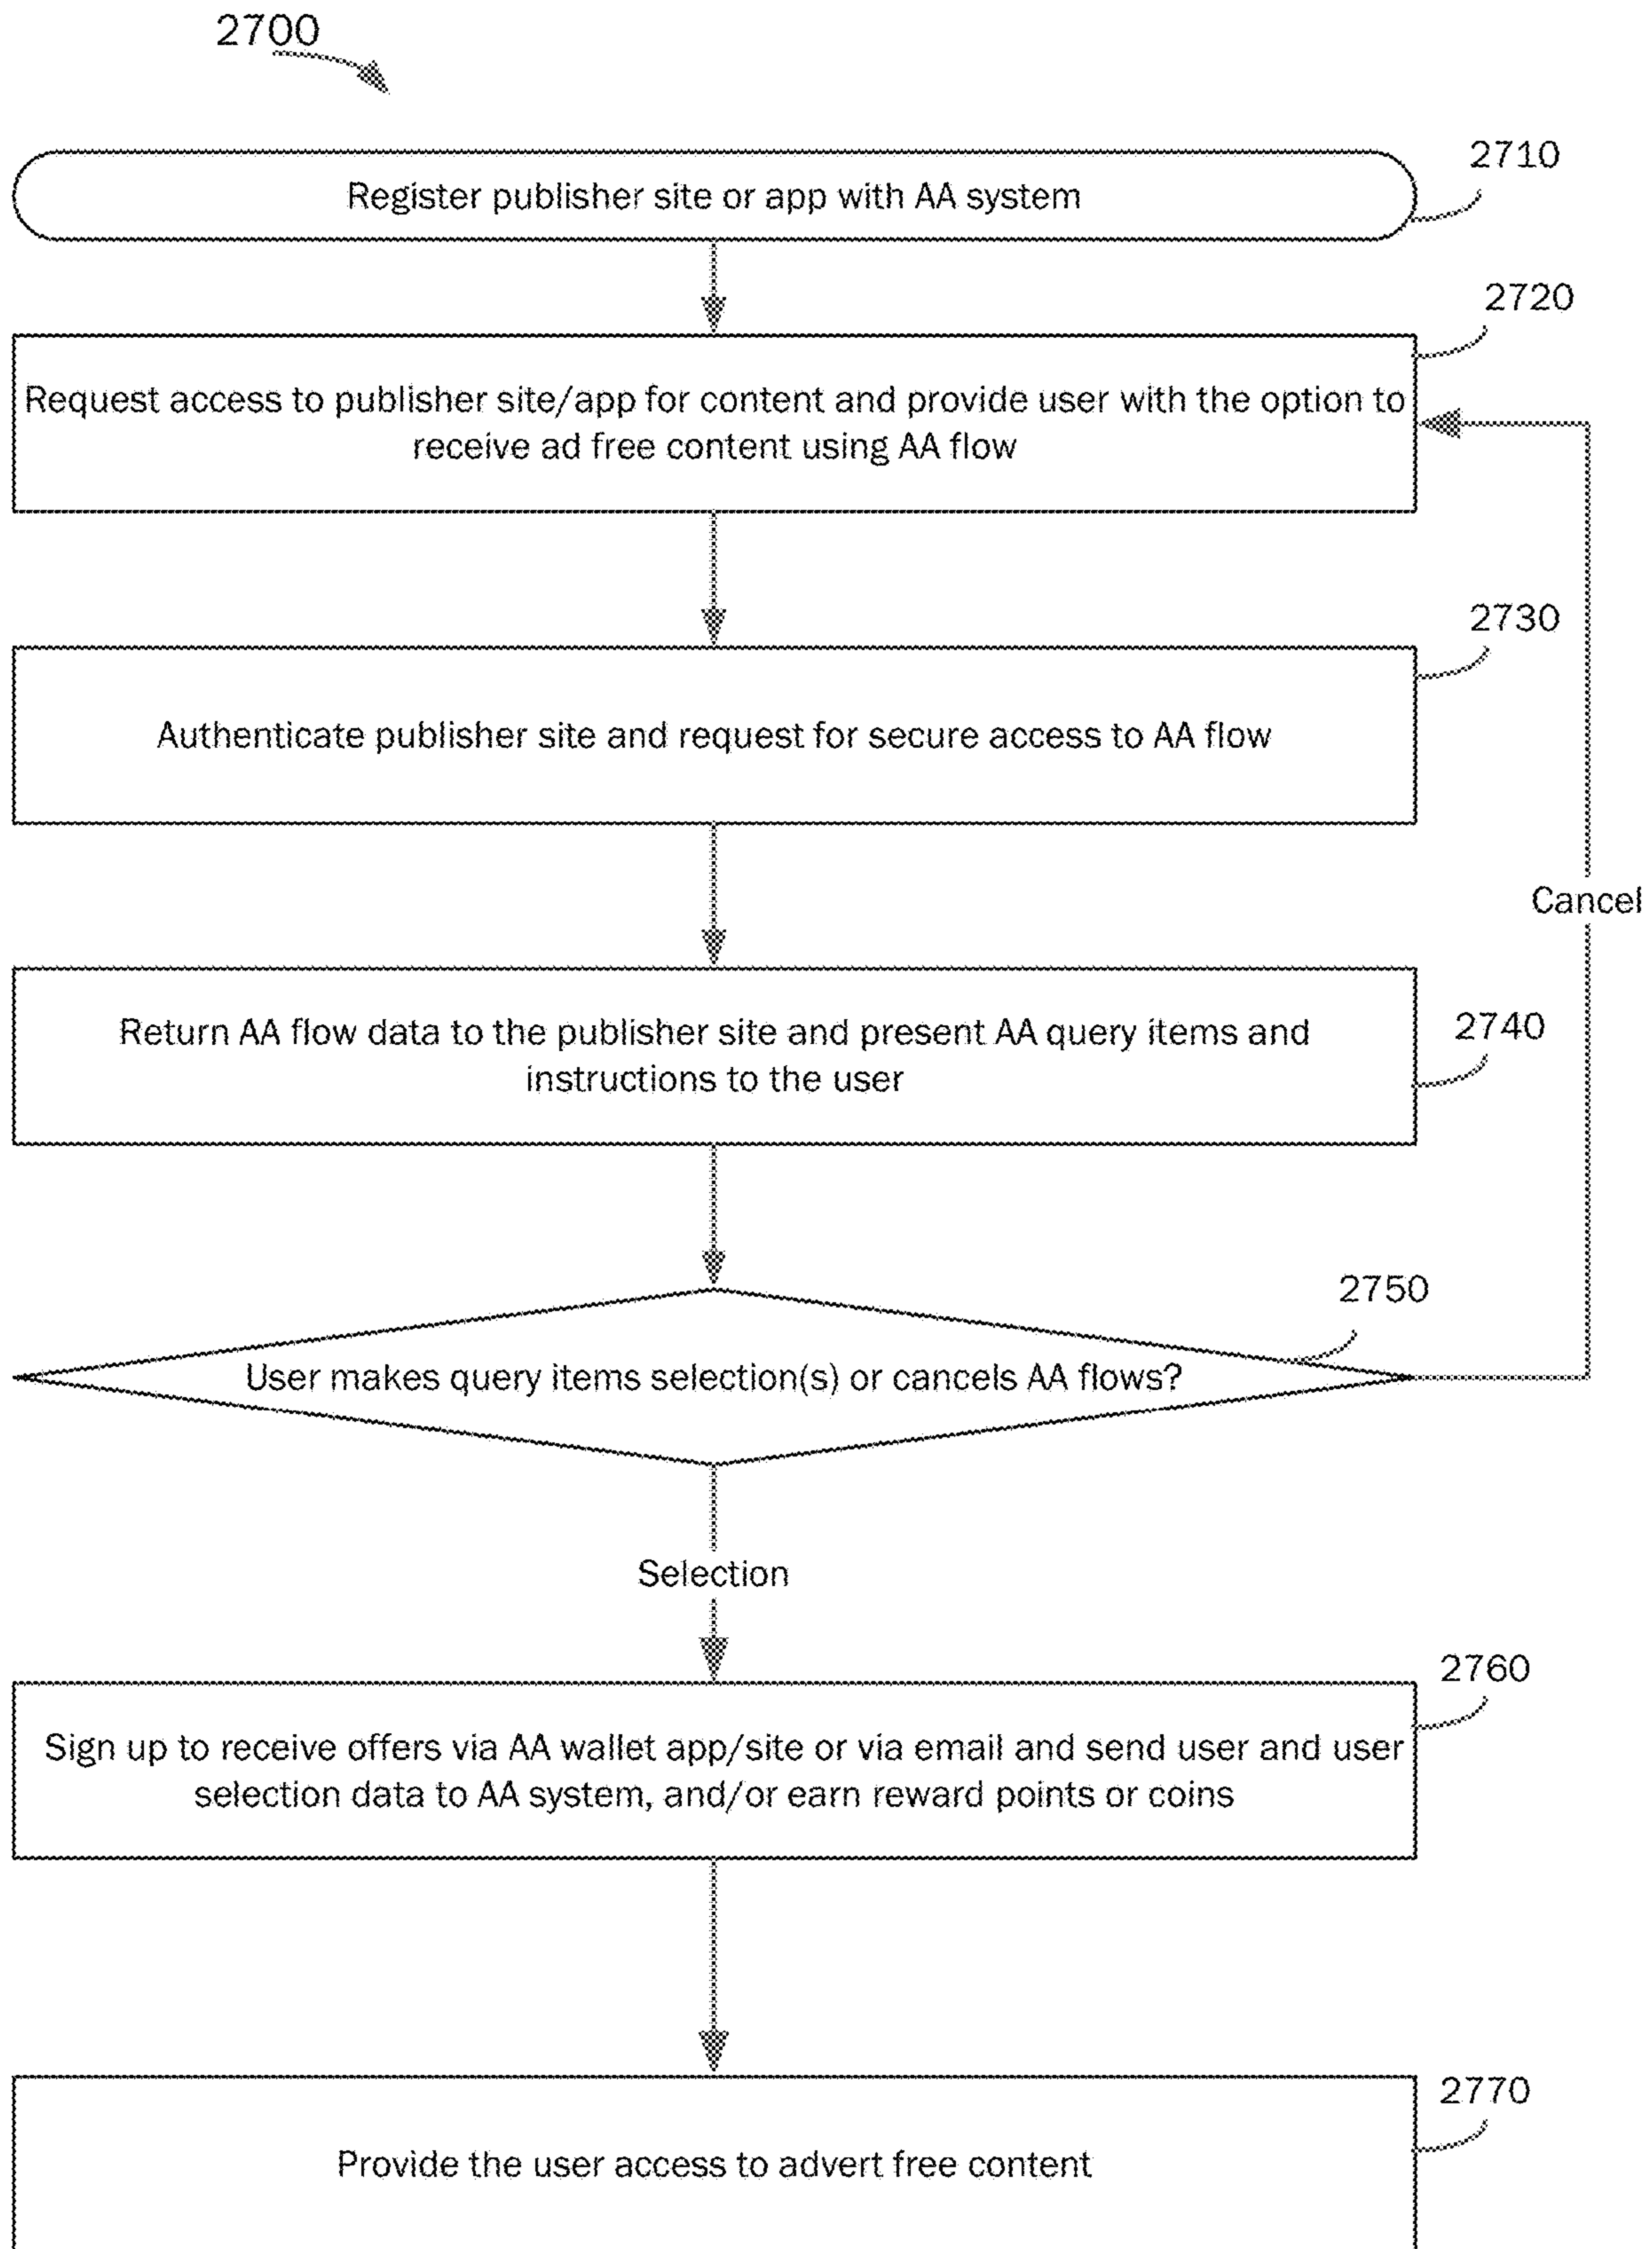 2700
2710
Register publisher site or app with AA system
2720
Request access to publisher site/app for content and provide user with the option to
receive ad free content using AA flow
2730
Authenticate publisher site and request for secure access to AA flow
Cancel
2740
Return AA flow data to the publisher site and present AA query items and
instructions to the user
2750
User makes query items selection(s) or cancels AA flows?
Selection
2760
Sign up to receive offers via AA wallet app/site or via email and send user and user
selection data to AA system, and/or earn reward points or coins
2770
Provide the user access to advert free content